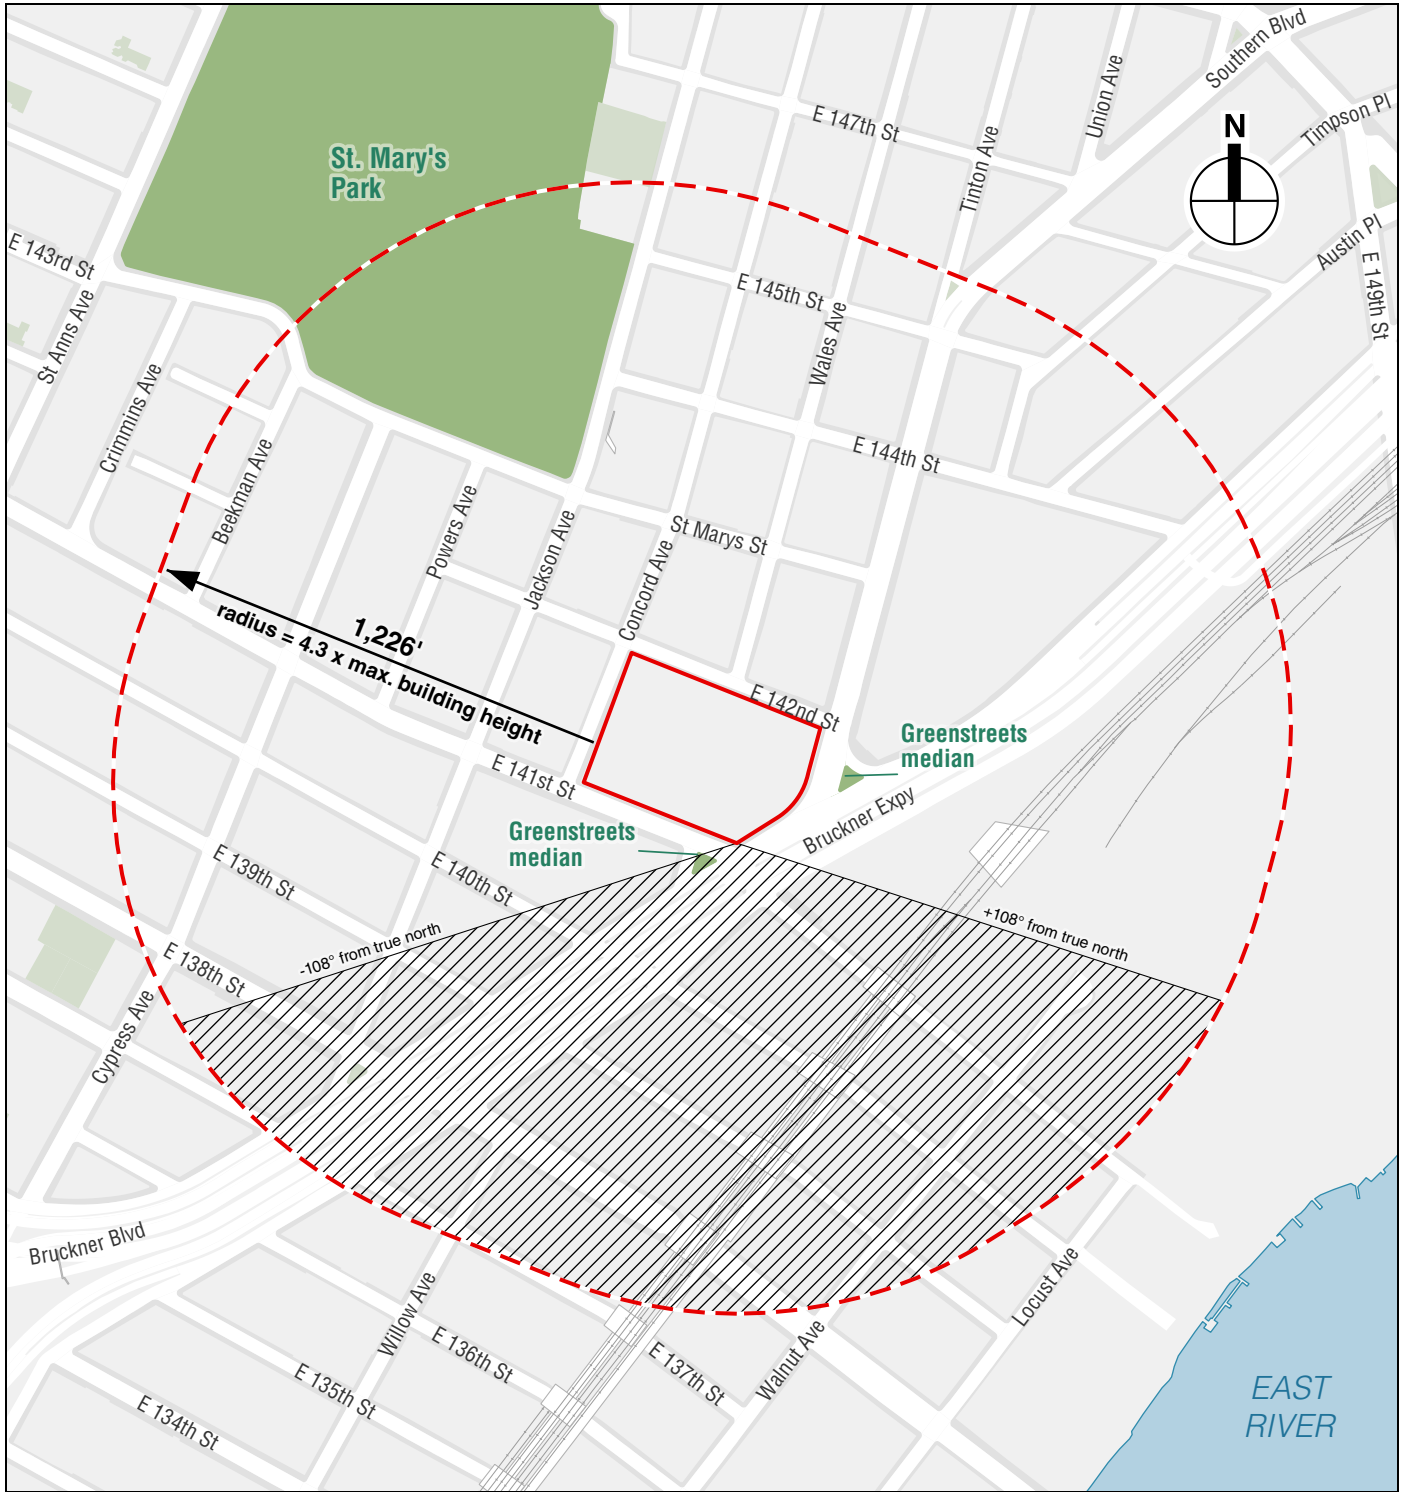 Southern Blvd
Union Ave
E 147th St
Timpson Pl
N
St. Mary's
Park
Tinton Ave
Austin Pl
E 143rd St
E 149th St
E 145th St
St Anns Ave
Wales Ave
Crimmins Ave
E 144th St
Beekman Ave
Powers Ave
Jackson Ave
St Marys St
Concord Ave
1,226'
radius = 4.3 x max. building height
E 142nd St
Greenstreets
median
E 141st St
Bruckner Expy
Greenstreets
median
E 139th St
E 140th St
-108° from true north
+108° from true north
E 138th St
Cypress Ave
Bruckner Blvd
Willow Ave
Locust Ave
E 136th St
E 137th St
Walnut Ave
E 135th St
E 134th St
EAST
RIVER